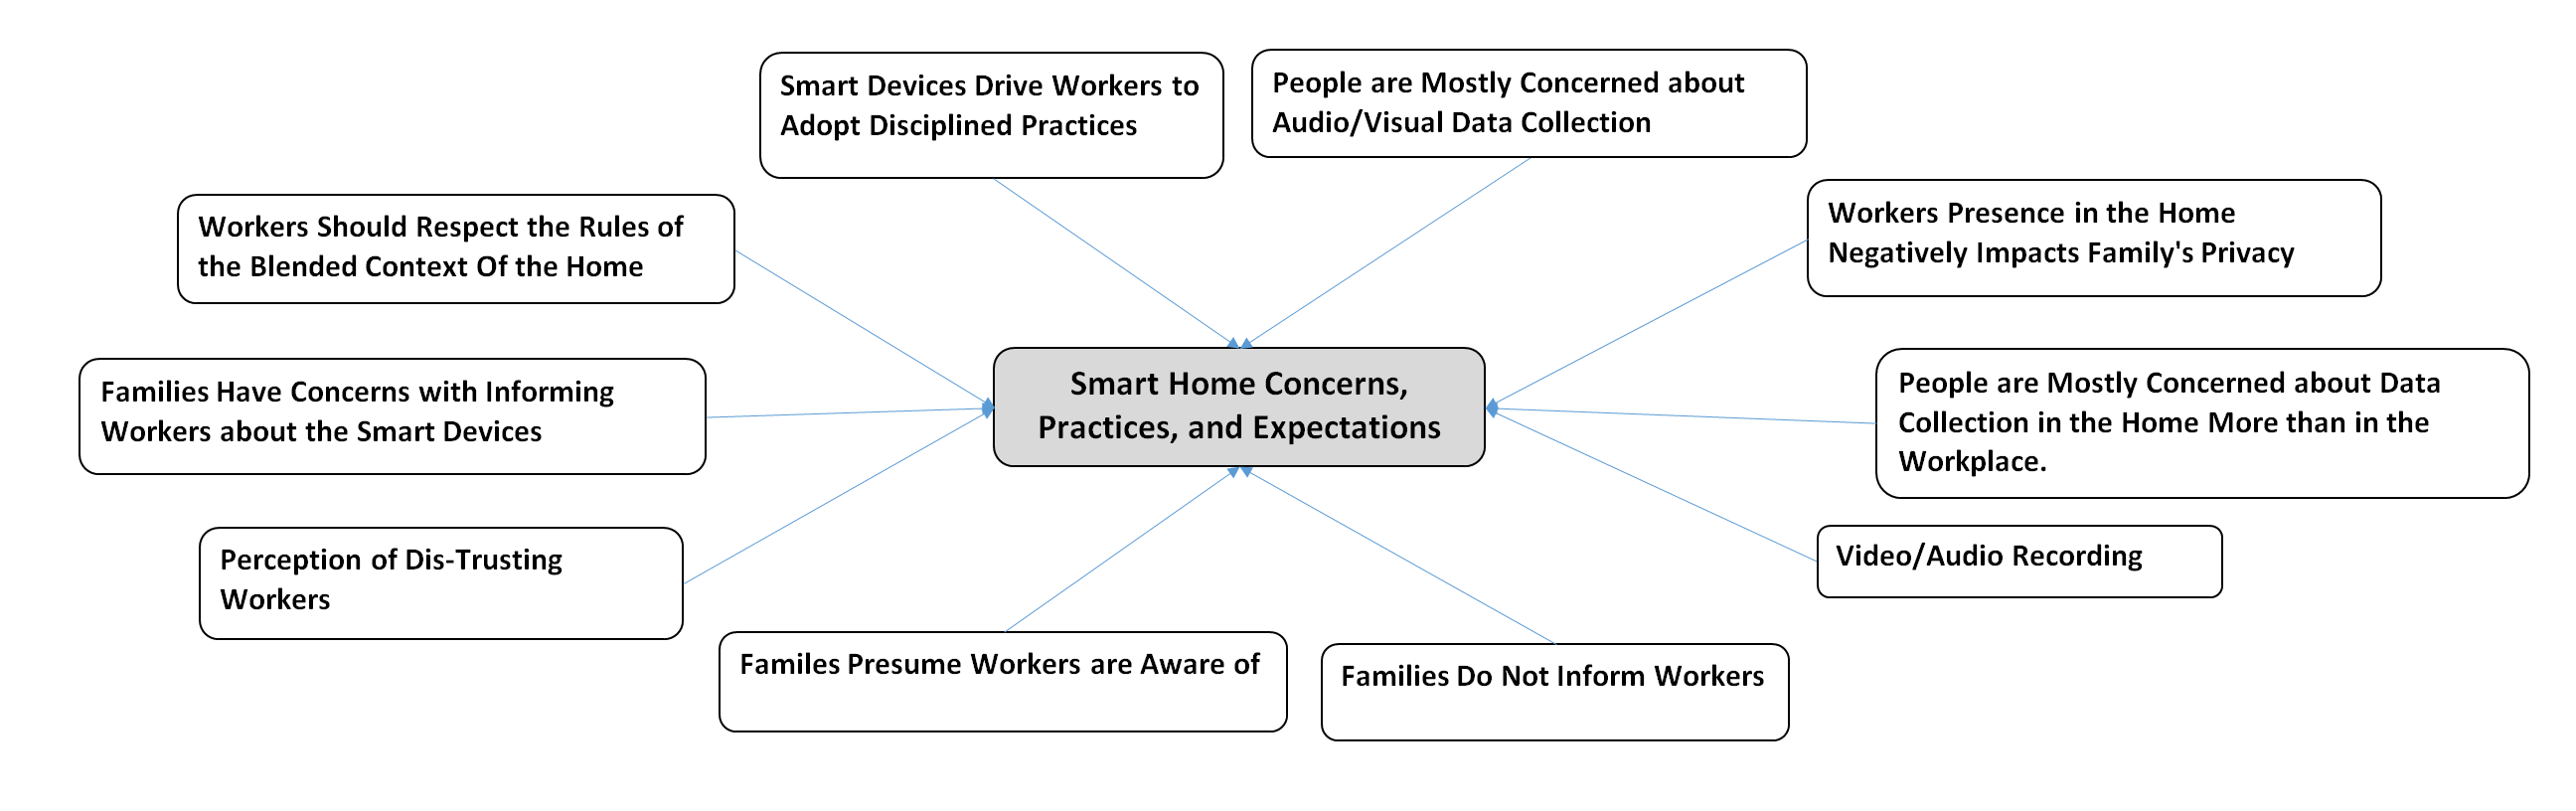 Smart Devices Drive Workers to
Adopt Disciplined Practices
People are Mostly Concerned about
Audio/Visual Data Collection
Workers Should Respect the Rules of
the Blended Context Of the Home
Workers Presence in the Home
Negatively Impacts Family's Privacy
Families Have Concerns with Informing
Workers about the Smart Devices
Smart Home Concerns,
Practices, and Expectations
People are Mostly Concerned about Data
Collection in the Home More than in the
Workplace.
Perception of Dis-Trusting
Workers
Video/Audio Recording
Familes Presume Workers are Aware of
Families Do Not Inform Workers